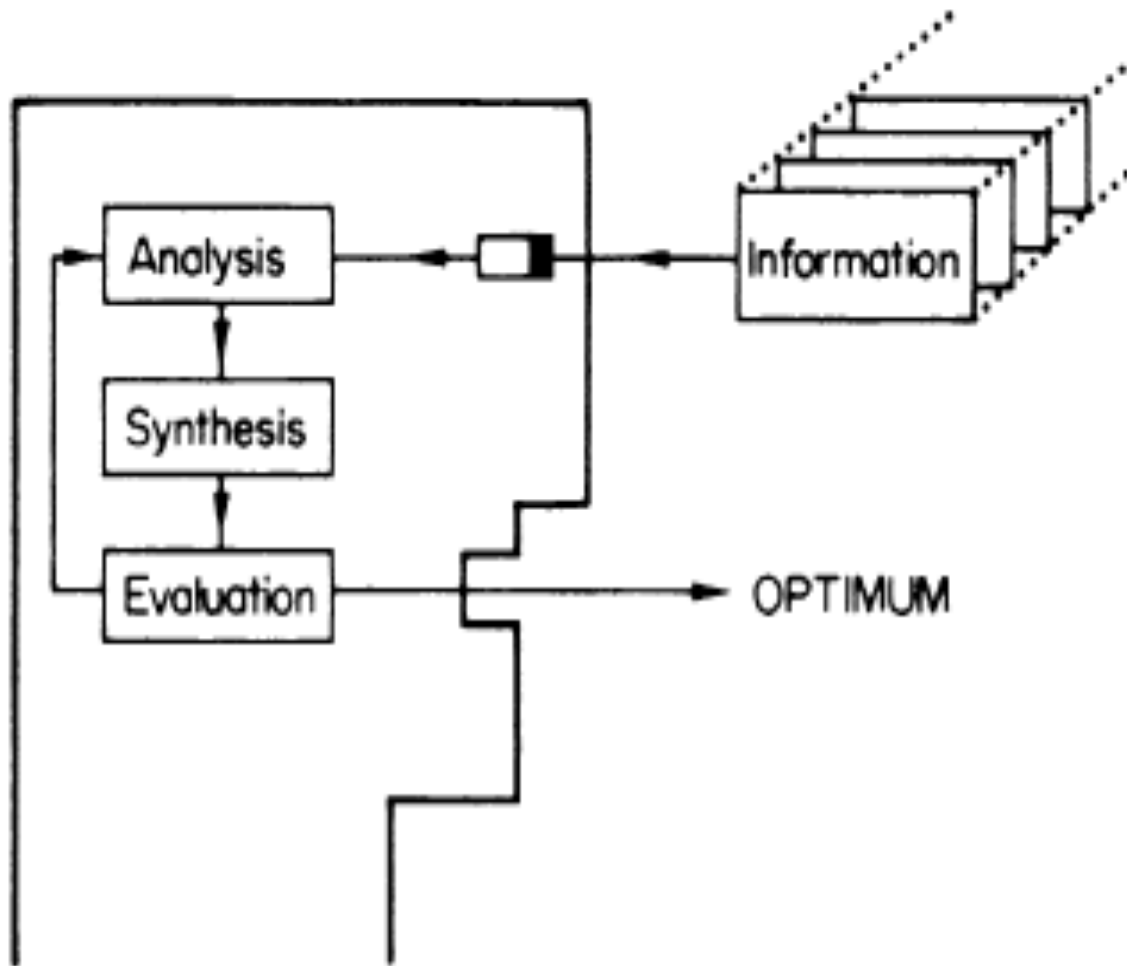 Analysis
Information
Synthesis
Evaluation
OPTIMUM